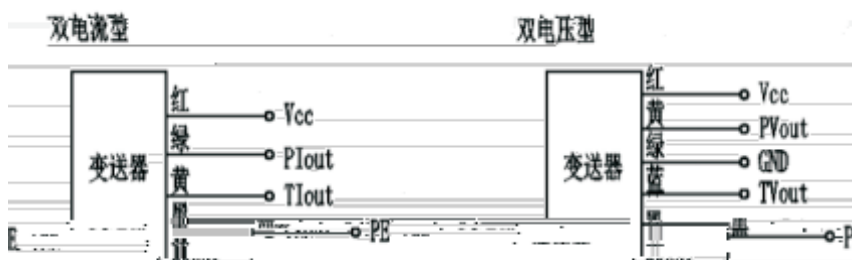 双电流型
双电压型
红
Vcc
绿
PIout
变送器
黄
TIout
黑
PE
红
Vcc
黄
PVout
绿
GND
变送器
蓝
TVout